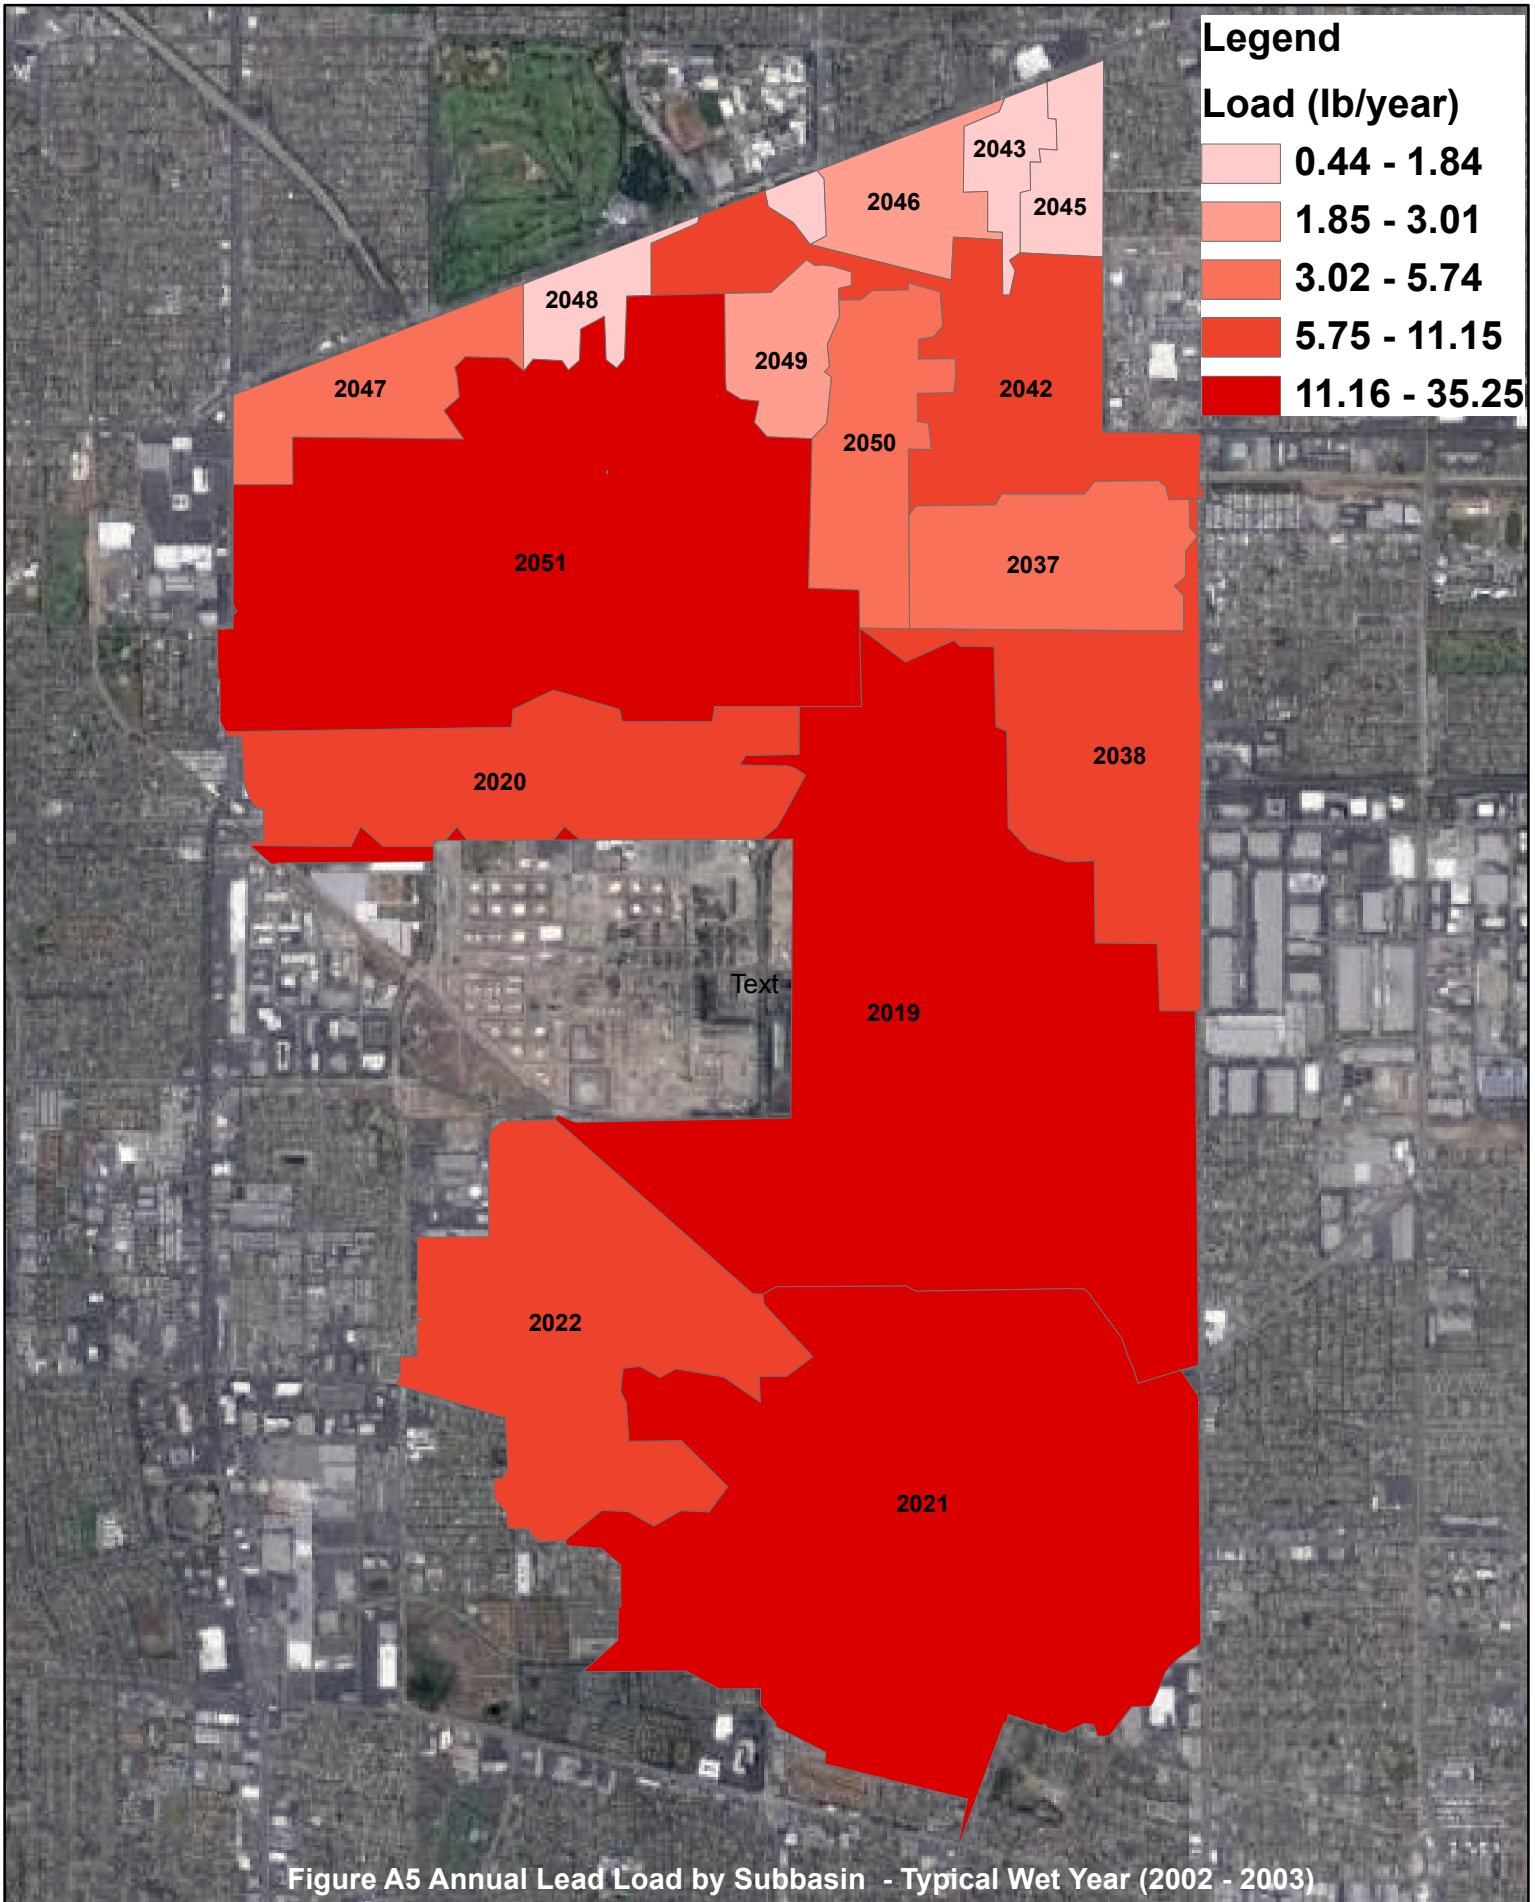 Legend
Load (lb/year)
0.44 - 1.84
1.85 - 3.01
3.02 - 5.74
5.75 - 11.15
11.16 - 35.25
2043
2046
2045
2048
2049
2047
2042
2050
2051
2037
2038
2020
Text
2019
2022
2021
Figure A5 Annual Lead Load by Subbasin - Typical Wet Year (2002 - 2003)